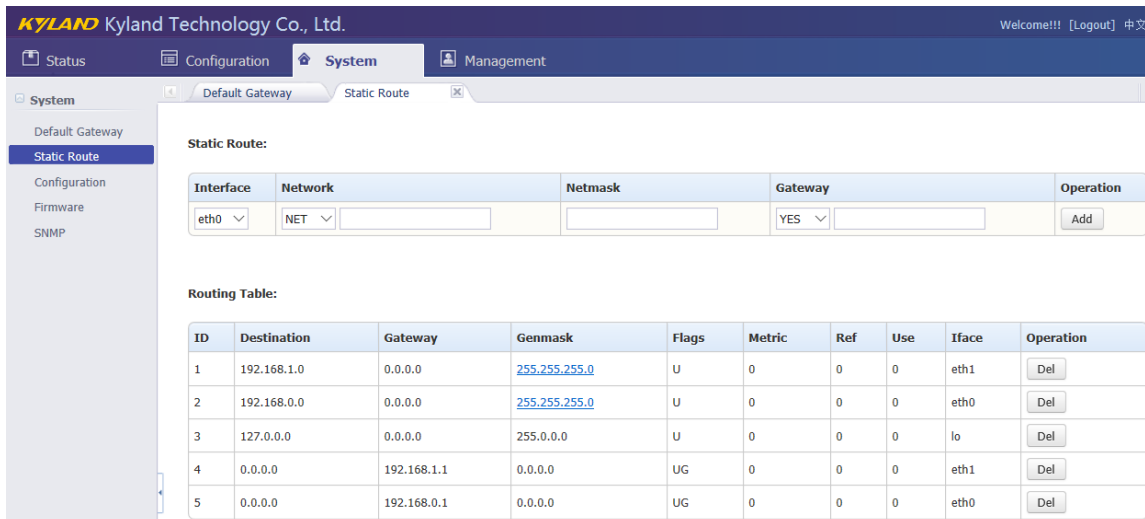 KYLAND Kyland Technology Co., Ltd. Welcome!!! [Logout] 中文
Status Configuration System Management
System Default Gateway Static Route
Default Gateway
Static Route
Configuration
Firmware
SNMP
Static Route:
Interface Network Netmask Gateway Operation
eth0 NET YES Add
Routing Table:
ID Destination Gateway Genmask Flags Metric Ref Use Iface Operation
1 192.168.1.0 0.0.0.0 255.255.255.0 U 0 0 0 eth1 Del
2 192.168.0.0 0.0.0.0 255.255.255.0 U 0 0 0 eth0 Del
3 127.0.0.0 0.0.0.0 255.0.0.0 U 0 0 0 lo Del
4 0.0.0.0 192.168.1.1 0.0.0.0 UG 0 0 0 eth1 Del
5 0.0.0.0 192.168.0.1 0.0.0.0 UG 0 0 0 eth0 Del